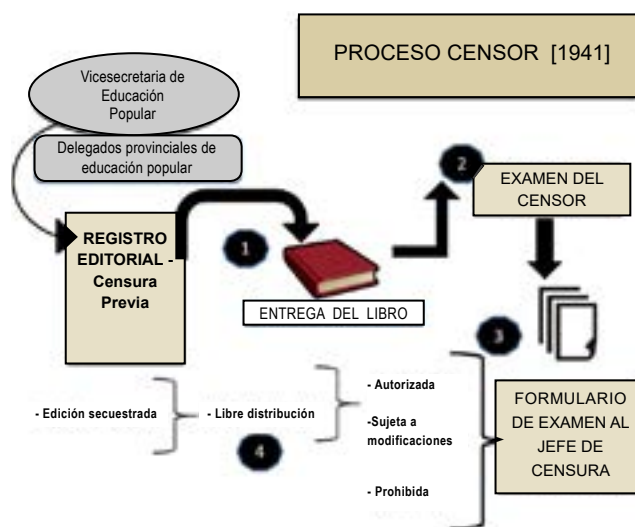 PROCESO CENSOR [1941]
Vicesecretaria de
Educación
Popular
Delegados provinciales de
educación popular
REGISTRO
EDITORIAL -
Censura
Previa
1
ENTREGA DEL LIBRO
2
EXAMEN DEL
CENSOR
3
FORMULARIO
DE EXAMEN AL
JEFE DE
CENSURA
- Autorizada
-Sujeta a
modificaciones
- Prohibida
- Libre distribución
- Edición secuestrada
4